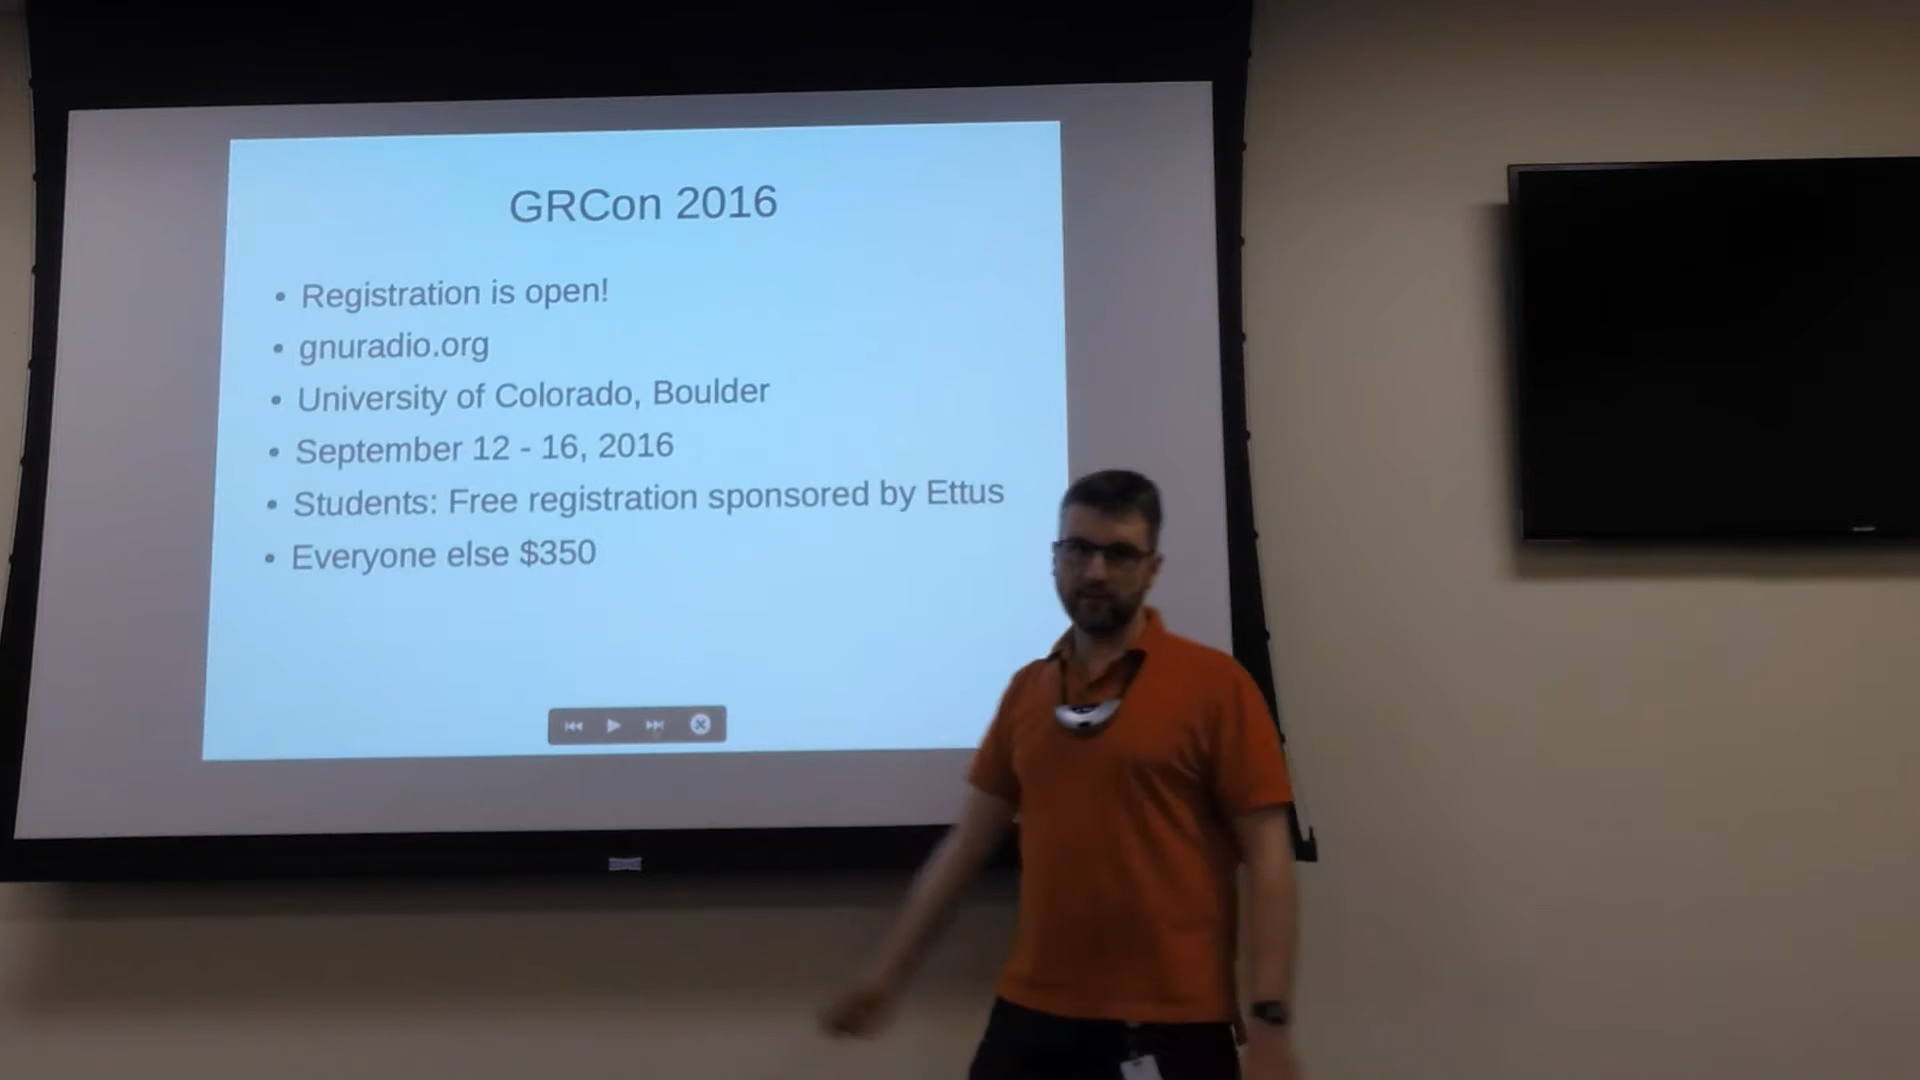 GRCon 2016
• Registration is open!
• gnuradio.org
• University of Colorado, Boulder
• September 12 - 16, 2016
• Students: Free registration sponsored by Ettus
• Everyone else $350